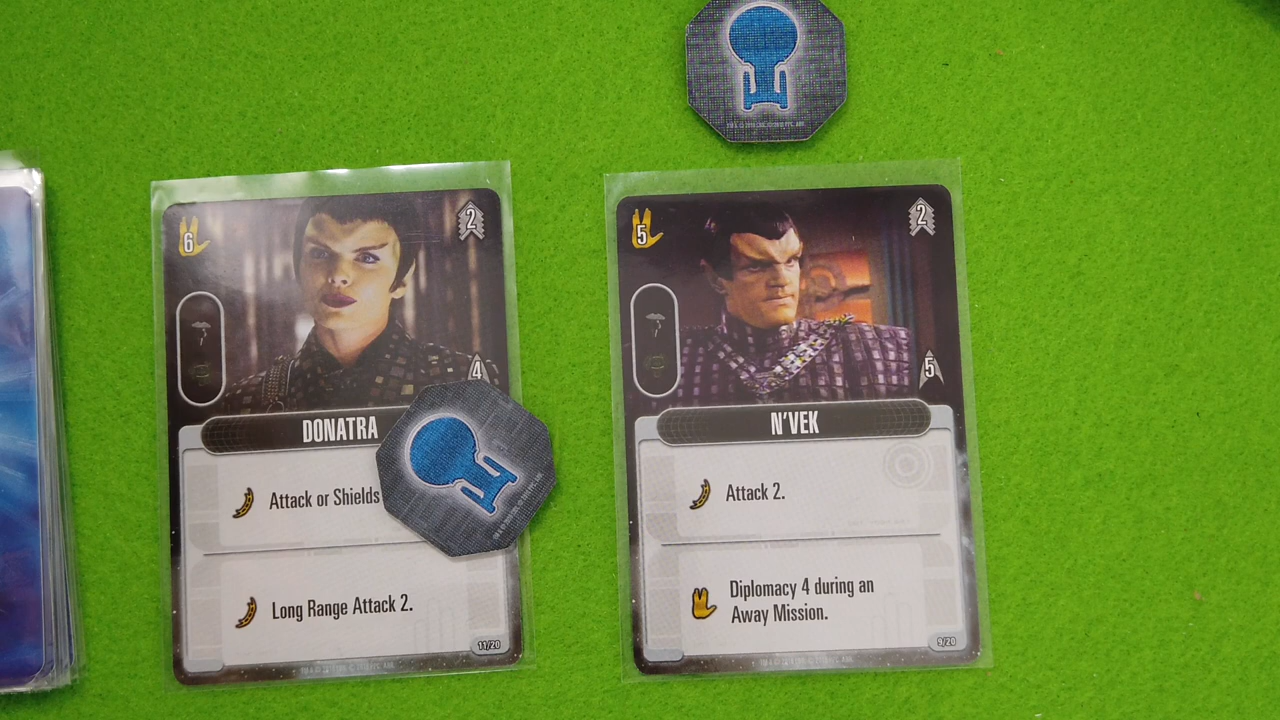 6
2
4
DONATRA
Attack or Shields
Long Range Attack 2.
11/20
5
2
5
N'VEK
Attack 2.
Diplomacy 4 during an
Away Mission.
9/20